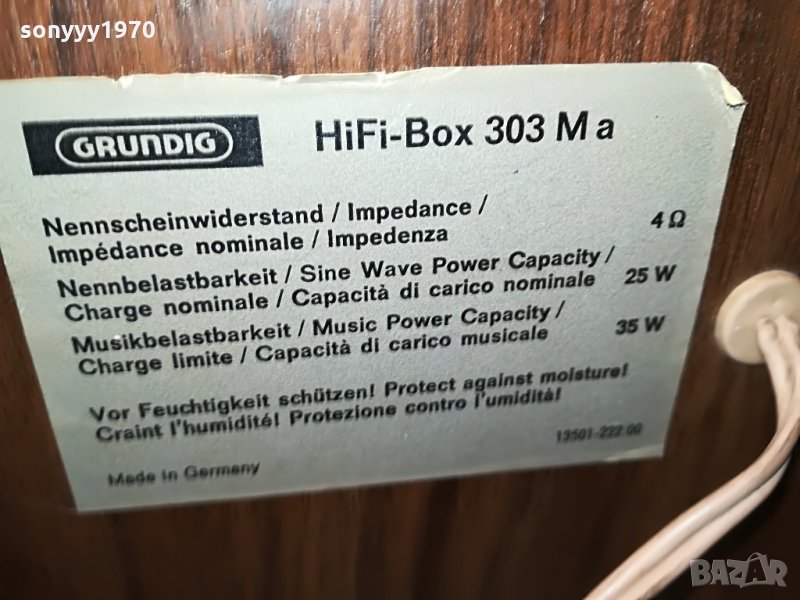 sonyyy1970
GRUNDIG
HiFi-Box 303 Ma
Nennscheinwiderstand / Impedance /
Impédance nominale / Impedenza
4 Ω
Nennbelastbarkeit / Sine Wave Power Capacity /
Charge nominale / Capacità di carico nominale
25 W
Musikbelastbarkeit / Music Power Capacity /
Charge limite / Capacità di carico musicale
35 W
Vor Feuchtigkeit schützen! Protect against moisture!
Craint l'humidité! Protezione contro l'umidità!
13501-222.00
Made in Germany
BAZAR